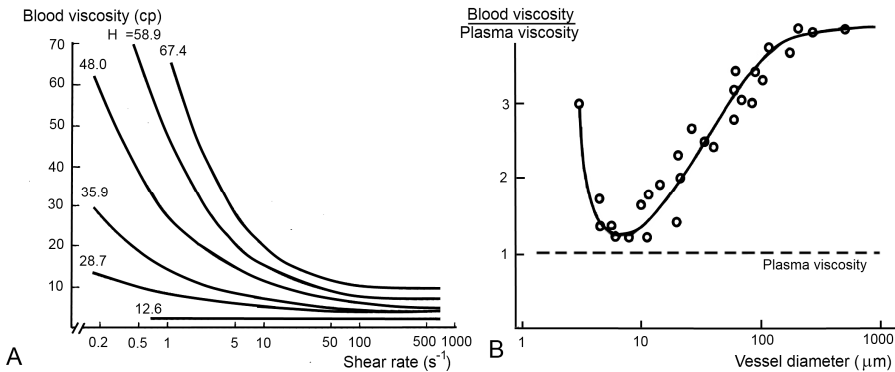 Blood viscosity (cp)
H =58.9
67.4
70
48.0
60
50
40
35.9
30
28.7
20
10
12.6
0.2 0.5 1 5 10 50 100 500 1000
Shear rate (s-1)
A
Blood viscosity
Plasma viscosity
3
2
1
Plasma viscosity
0
1 10 100 1000
Vessel diameter (μm)
B